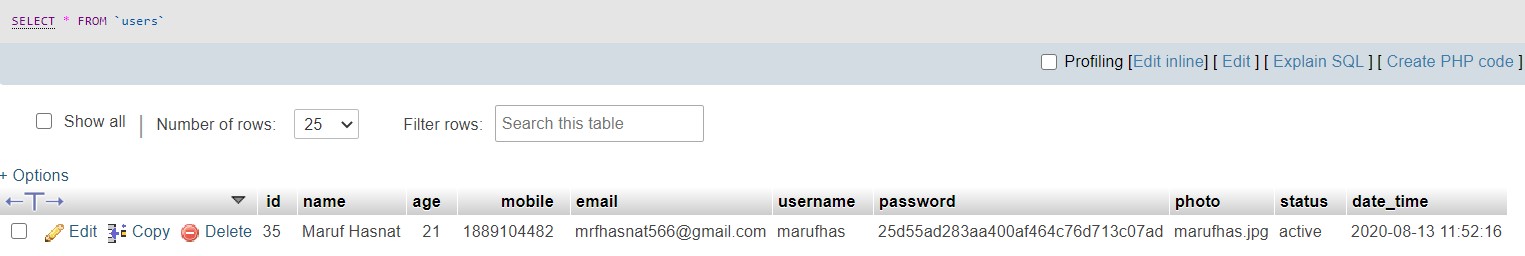 SELECT * FROM `users`
Profiling [Edit inline] [ Edit ] [ Explain SQL ] [ Create PHP code ]
Show all | Number of rows: 25 Filter rows: Search this table
+ Options
←T→ id name age mobile email username password photo status date_time
Edit Copy Delete 35 Maruf Hasnat 21 1889104482 mrfhasnat566@gmail.com marufhas 25d55ad283aa400af464c76d713c07ad marufhas.jpg active 2020-08-13 11:52:16